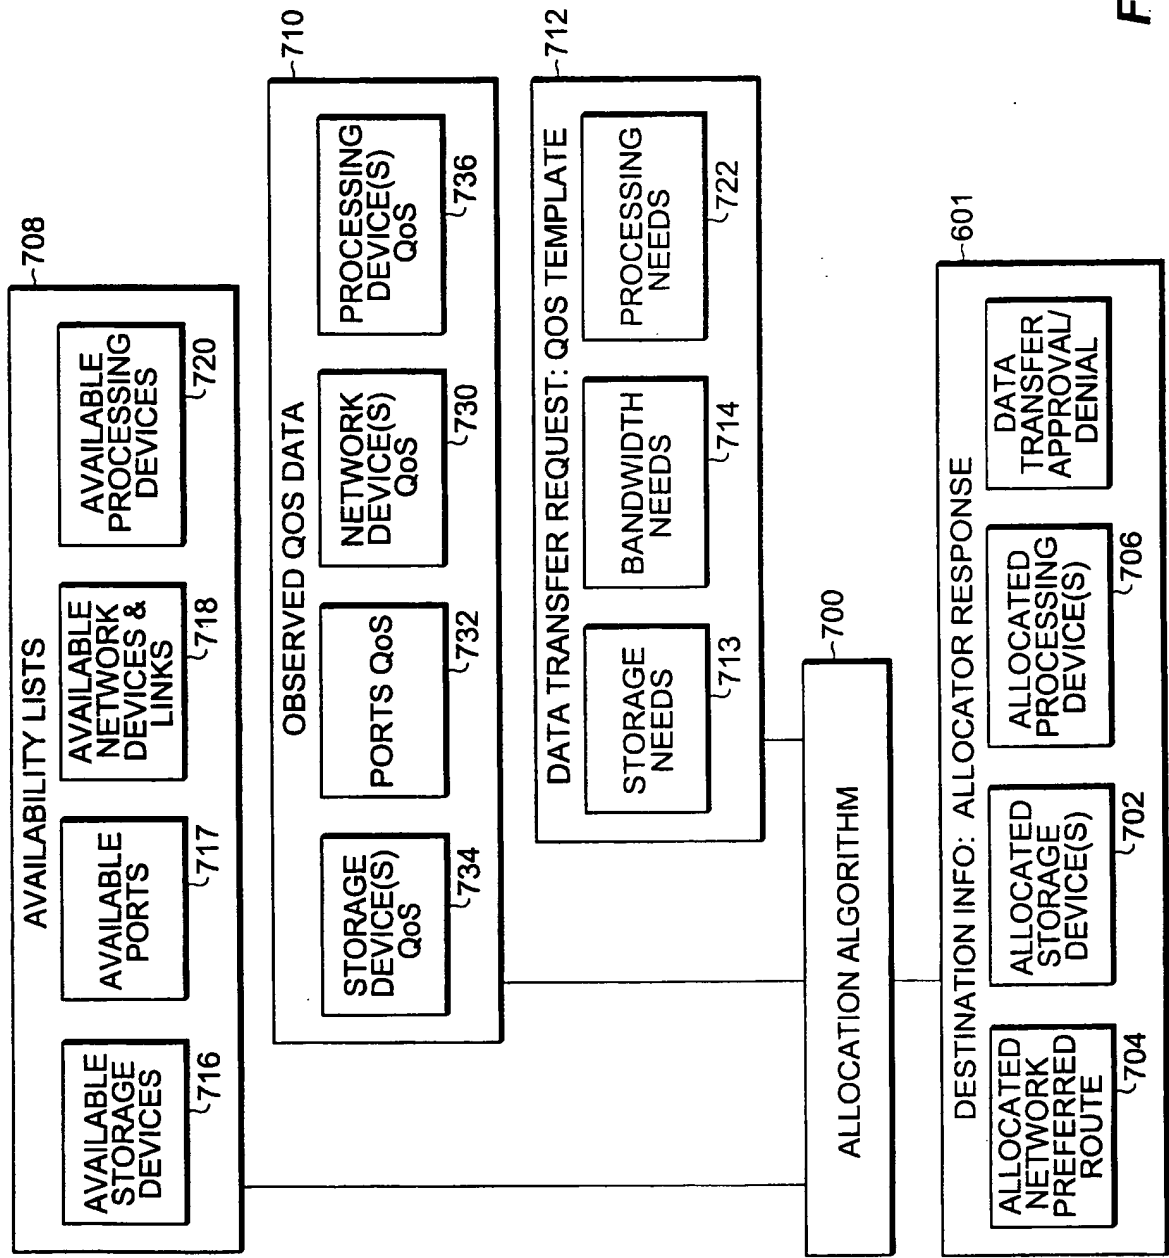 AVAILABILITY LISTS
708
AVAILABLE
STORAGE
DEVICES
716
AVAILABLE
PORTS
717
AVAILABLE
NETWORK
DEVICES &
LINKS
718
AVAILABLE
PROCESSING
DEVICES
720
OBSERVED QOS DATA
710
STORAGE
DEVICE(S)
QoS
734
PORTS QoS
732
NETWORK
DEVICE(S)
QoS
730
PROCESSING
DEVICE(S)
QoS
736
DATA TRANSFER REQUEST: QOS TEMPLATE
712
STORAGE
NEEDS
713
BANDWIDTH
NEEDS
714
PROCESSING
NEEDS
722
ALLOCATION ALGORITHM
700
DESTINATION INFO: ALLOCATOR RESPONSE
601
ALLOCATED
NETWORK
PREFERRED
ROUTE
704
ALLOCATED
STORAGE
DEVICE(S)
702
ALLOCATED
PROCESSING
DEVICE(S)
706
DATA
TRANSFER
APPROVAL/
DENIAL